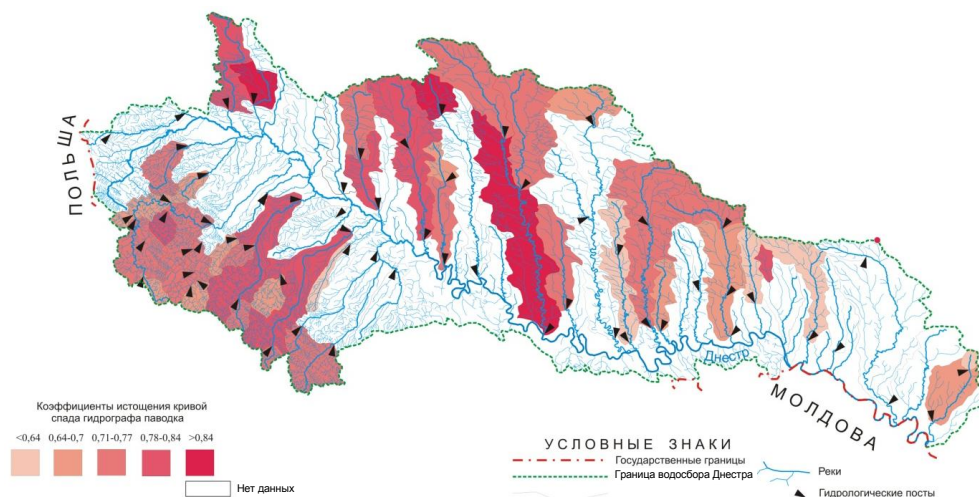 ПОЛЬША
Днестр
МОЛДОВА
Коэффициенты истощения кривой
спада гидрографа паводка
<0,64 0,64-0,7 0,71-0,77 0,78-0,84 >0,84
Нет данных
УСЛОВНЫЕ ЗНАКИ
Государственные границы
Граница водосбора Днестра
Реки
Гидрологические посты